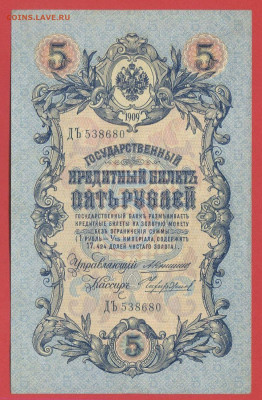 COINS.LAVE.RU
5 5
1909
ДЪ 538680
ГОСУДАРСТВЕННЫЙ
КРЕДИТНЫЙ БИЛЕТЪ
ПЯТЬ РУБЛЕЙ
ГОСУДАРСТВЕННЫЙ БАНКЪ РАЗМѢНИВАЕТЪ
КРЕДИТНЫЕ БИЛЕТЫ НА ЗОЛОТУЮ МОНЕТУ
БЕЗЪ ОГРАНИЧЕНІЯ СУММЫ
(1 РУБЛЬ = 1/15 ИМПЕРІАЛА, СОДЕРЖИТЪ
17,424 ДОЛЕЙ ЧИСТАГО ЗОЛОТА).
Управляющій
Кассиръ
ДЪ 538680
5